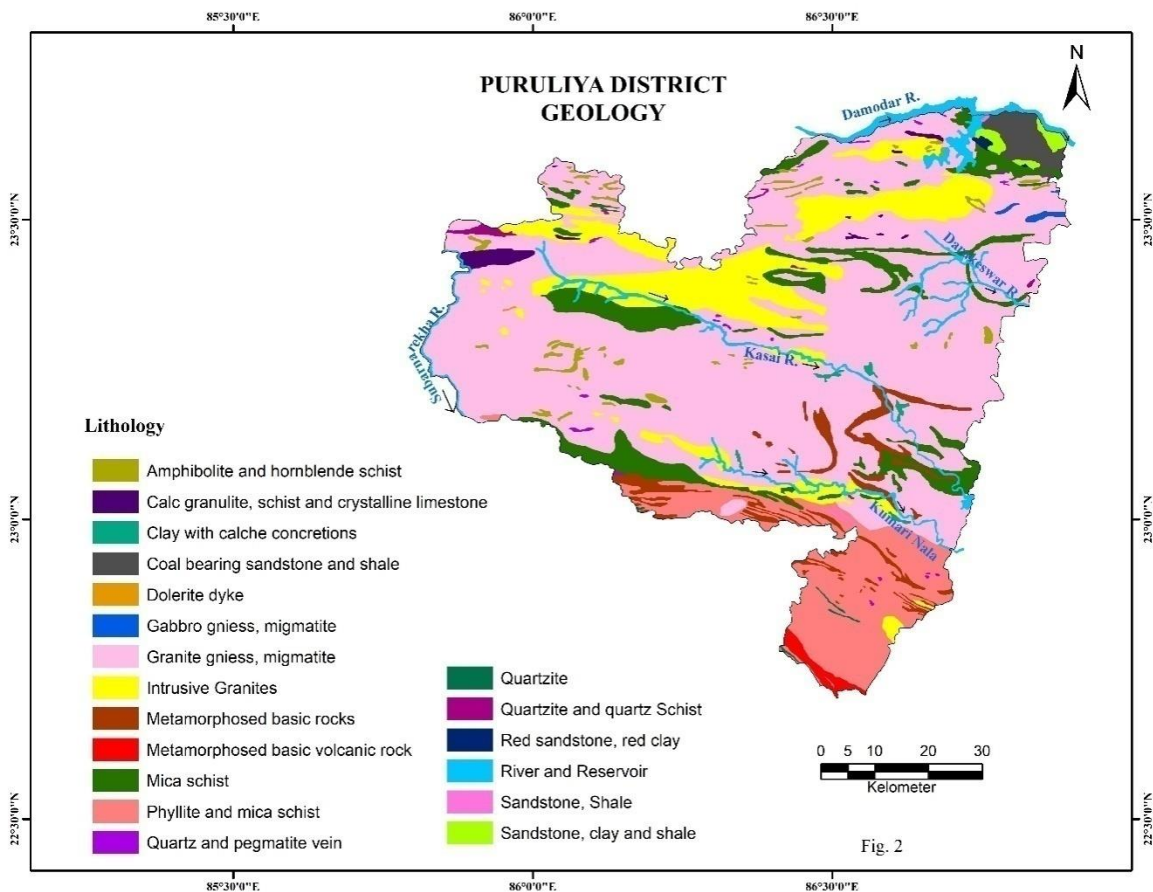 85°30'0"E 86°0'0"E 86°30'0"E
N
PURULIYA DISTRICT
GEOLOGY
Damodar R.
23°30'0"N 23°30'0"N
Darakeswar R.
Subarnarekha R.
Kasai R.
Lithology
Amphibolite and hornblende schist
Calc granulite, schist and crystalline limestone
Clay with calche concretions
Coal bearing sandstone and shale
Dolerite dyke
Gabbro gniess, migmatite
Granite gniess, migmatite
Intrusive Granites
Metamorphosed basic rocks
Metamorphosed basic volcanic rock
Mica schist
Phyllite and mica schist
Quartz and pegmatite vein
Quartzite
Quartzite and quartz Schist
Red sandstone, red clay
River and Reservoir
Sandstone, Shale
Sandstone, clay and shale
23°0'0"N 23°0'0"N
Kumari Nala
0 5 10 20 30
Kelometer
22°30'0"N 22°30'0"N
Fig. 2
85°30'0"E 86°0'0"E 86°30'0"E